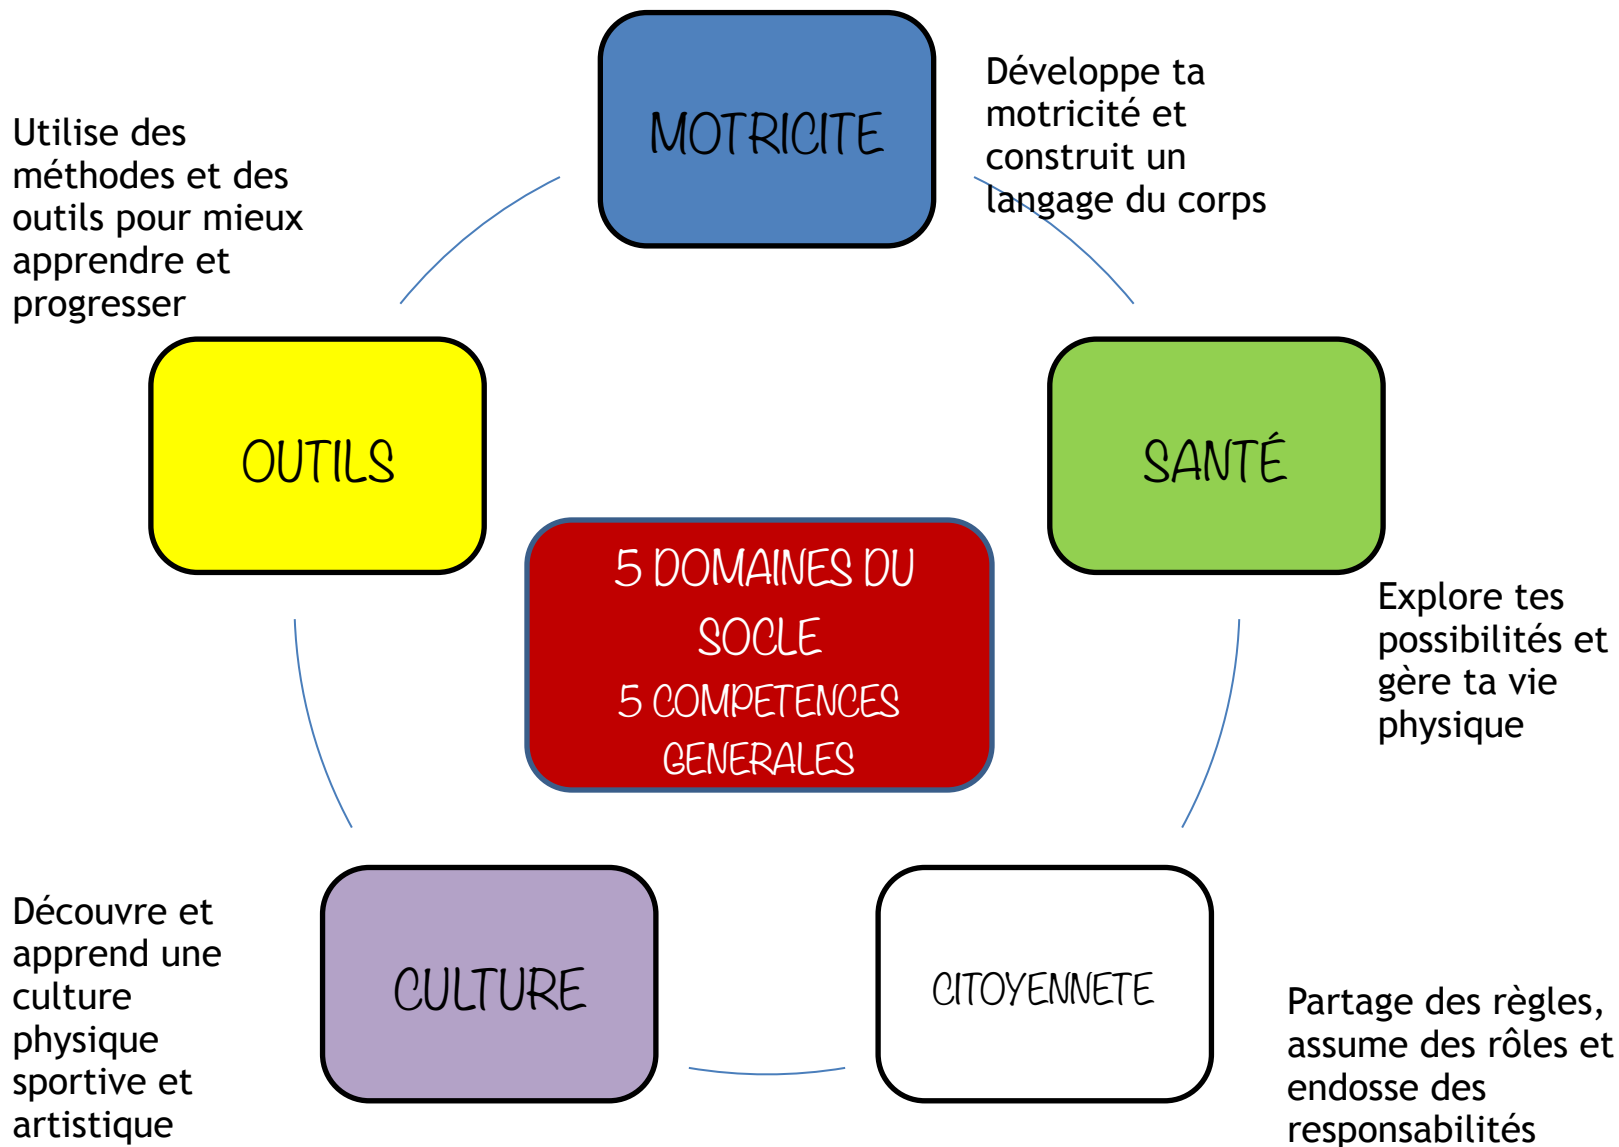 MOTRICITE
Développe ta
motricité et
construit un
langage du corps
Utilise des
méthodes et des
outils pour mieux
apprendre et
progresser
OUTILS
SANTÉ
5 DOMAINES DU
SOCLE
5 COMPETENCES
GENERALES
Explore tes
possibilités et
gère ta vie
physique
Découvre et
apprend une
culture
physique
sportive et
artistique
CULTURE
CITOYENNETE
Partage des règles,
assume des rôles et
endosse des
responsabilités